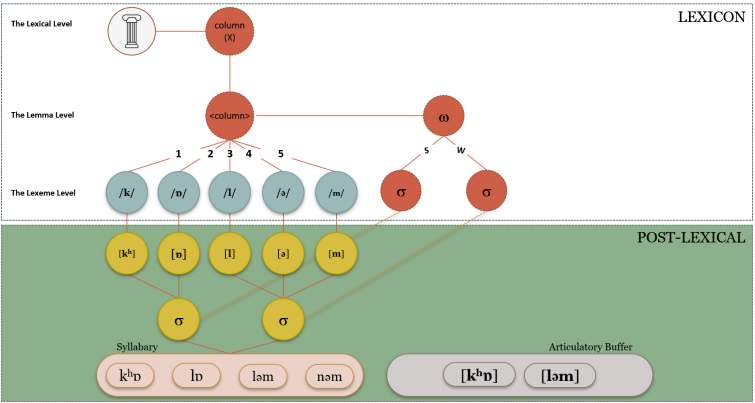 LEXICON
The Lexical Level
column
(X)
The Lemma Level
<column>
ω
1 2 3 4 5
S W
The Lexeme Level
/k/ /ɒ/ /l/ /ə/ /m/ σ σ
POST-LEXICAL
[kʰ] [ɒ] [l] [ə] [m]
σ σ
Syllabary Articulatory Buffer
kʰɒ lɒ ləm nəm [kʰɒ] [ləm]